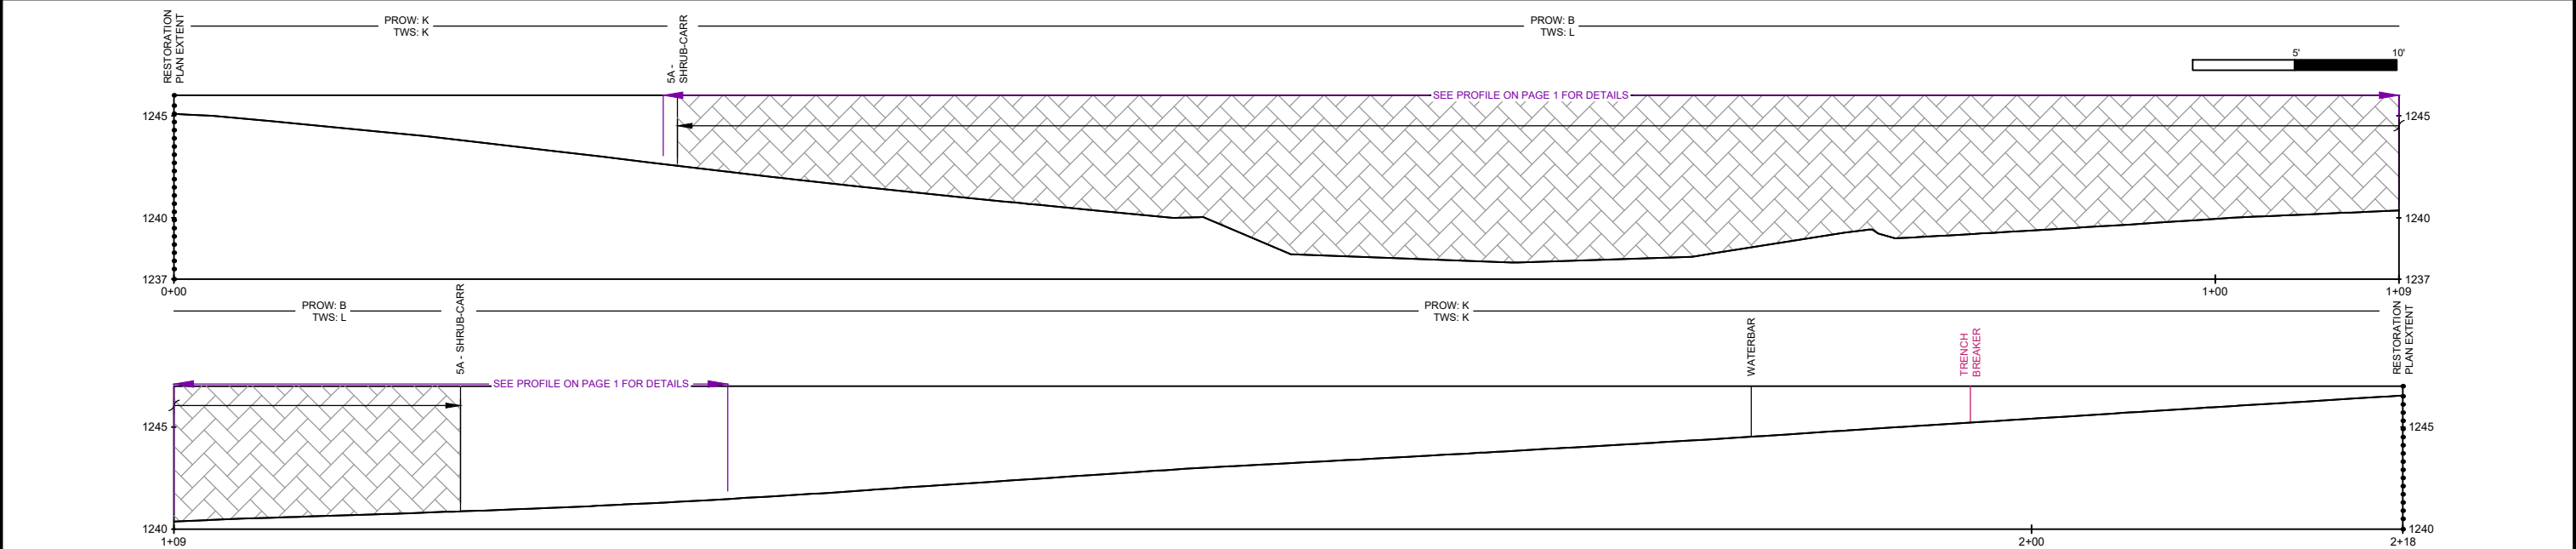 RESTORATION
PLAN EXTENT
PROW: K
TWS: K
5A -
SHRUB-CARR
PROW: B
TWS: L
5'
10'
SEE PROFILE ON PAGE 1 FOR DETAILS
1245
1245
1240
1240
1237
1237
0+00
1+00
1+09
PROW: B
TWS: L
5A - SHRUB-CARR
PROW: K
TWS: K
WATERBAR
TRENCH
BREAKER
RESTORATION
PLAN EXTENT
SEE PROFILE ON PAGE 1 FOR DETAILS
1245
1245
1240
1240
1+09
2+00
2+18